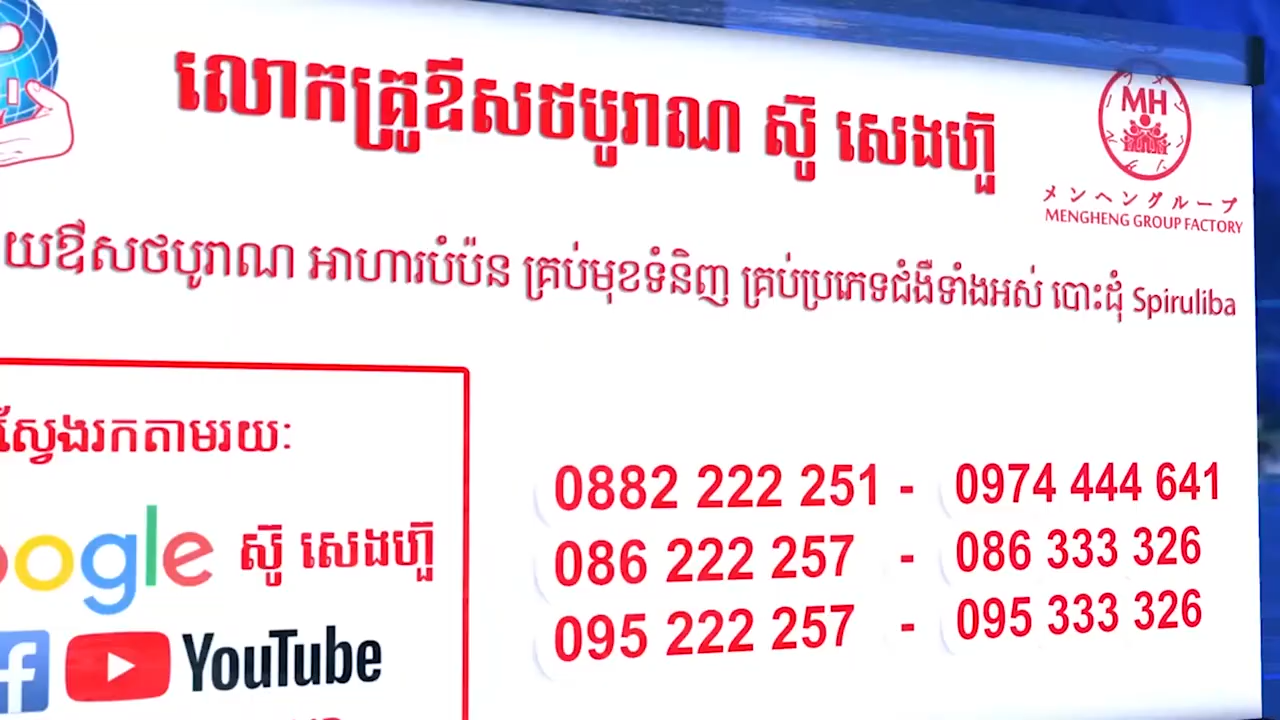 លោកគ្រូឱីសថបូរាណ ស៊ូ សេងហ៊ួ
MH
メンヘングループ
MENGHENG GROUP FACTORY
យឱីសថបូរាណ អាហារបំប៉ន គ្រប់មុខទំនិញ គ្រប់ប្រភេទជំងឺទាំងអស់ បោះដុំ Spiruliba
ស្វែងរកតាមរយៈ
oogle ស៊ូ សេងហ៊ួ
f YouTube
0882 222 251 - 0974 444 641
086 222 257 - 086 333 326
095 222 257 - 095 333 326